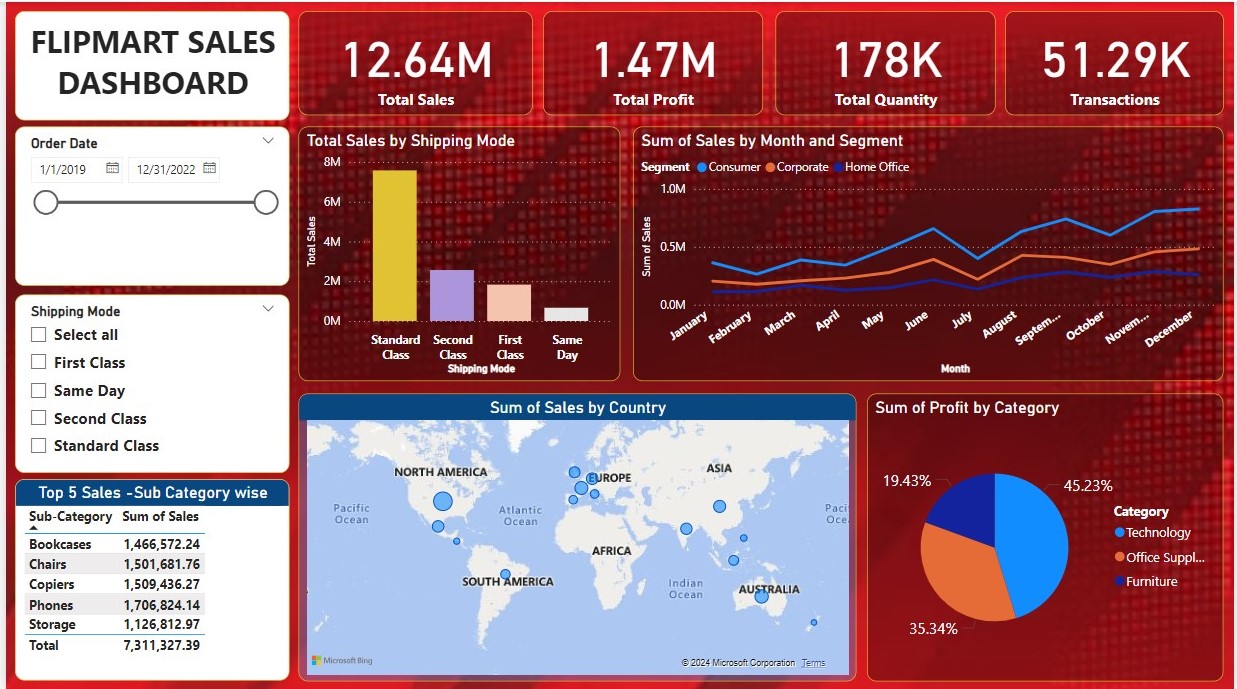 FLIPMART SALES
DASHBOARD
12.64M
Total Sales
1.47M
Total Profit
178K
Total Quantity
51.29K
Transactions
Order Date
1/1/2019
12/31/2022
Shipping Mode
Select all
First Class
Same Day
Second Class
Standard Class
Top 5 Sales -Sub Category wise
Sub-Category Sum of Sales
Bookcases 1,466,572.24
Chairs 1,501,681.76
Copiers 1,509,436.27
Phones 1,706,824.14
Storage 1,126,812.97
Total 7,311,327.39
Total Sales by Shipping Mode
Total Sales
8M
6M
4M
2M
0M
Standard
Class
Second
Class
First
Class
Same
Day
Shipping Mode
Sum of Sales by Month and Segment
Segment Consumer Corporate Home Office
Sum of Sales
1.0M
0.5M
0.0M
January
February
March
April
May
June
July
August
Septem...
October
Novem...
December
Month
Sum of Sales by Country
NORTH AMERICA
EUROPE
ASIA
Pacific
Ocean
Atlantic
Ocean
Paci
Oce
AFRICA
SOUTH AMERICA
Indian
Ocean
AUSTRALIA
Microsoft Bing
© 2024 Microsoft Corporation Terms
Sum of Profit by Category
19.43%
45.23%
35.34%
Category
Technology
Office Suppl...
Furniture